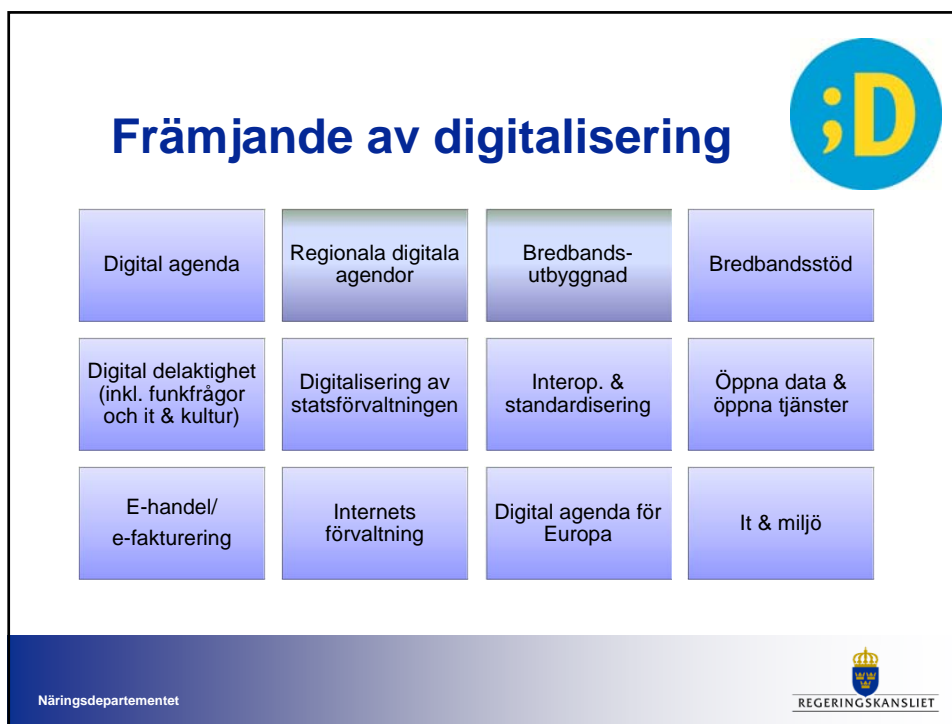 Främjande av digitalisering
;D
Digital agenda
Regionala digitala
agendor
Bredbands-
utbyggnad
Bredbandsstöd
Digital delaktighet
(inkl. funkfrågor
och it & kultur)
Digitalisering av
statsförvaltningen
Interop. &
standardisering
Öppna data &
öppna tjänster
E-handel/
e-fakturering
Internets
förvaltning
Digital agenda för
Europa
It & miljö
Näringsdepartementet
REGERINGSKANSLIET